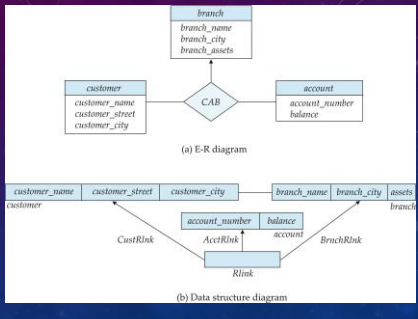 branch
branch_name
branch_city
branch_assets
customer
customer_name
customer_street
customer_city
CAB
account
account_number
balance
(a) E-R diagram
customer_name customer_street customer_city branch_name branch_city assets
customer branch
account_number balance
account
CustRlnk AcctRlnk BrnchRlnk
Rlink
(b) Data structure diagram